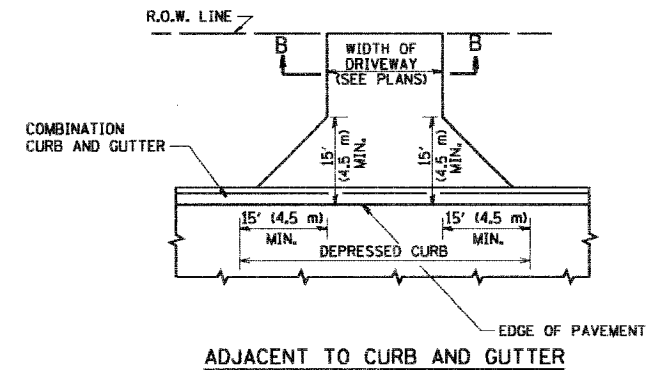 R.O.W. LINE
B
B
WIDTH OF
DRIVEWAY
(SEE PLANS)
COMBINATION
CURB AND GUTTER
15'
(4.5 m)
MIN.
15'
(4.5 m)
MIN.
15' (4.5 m)
MIN.
15' (4.5 m)
MIN.
DEPRESSED CURB
EDGE OF PAVEMENT
ADJACENT TO CURB AND GUTTER